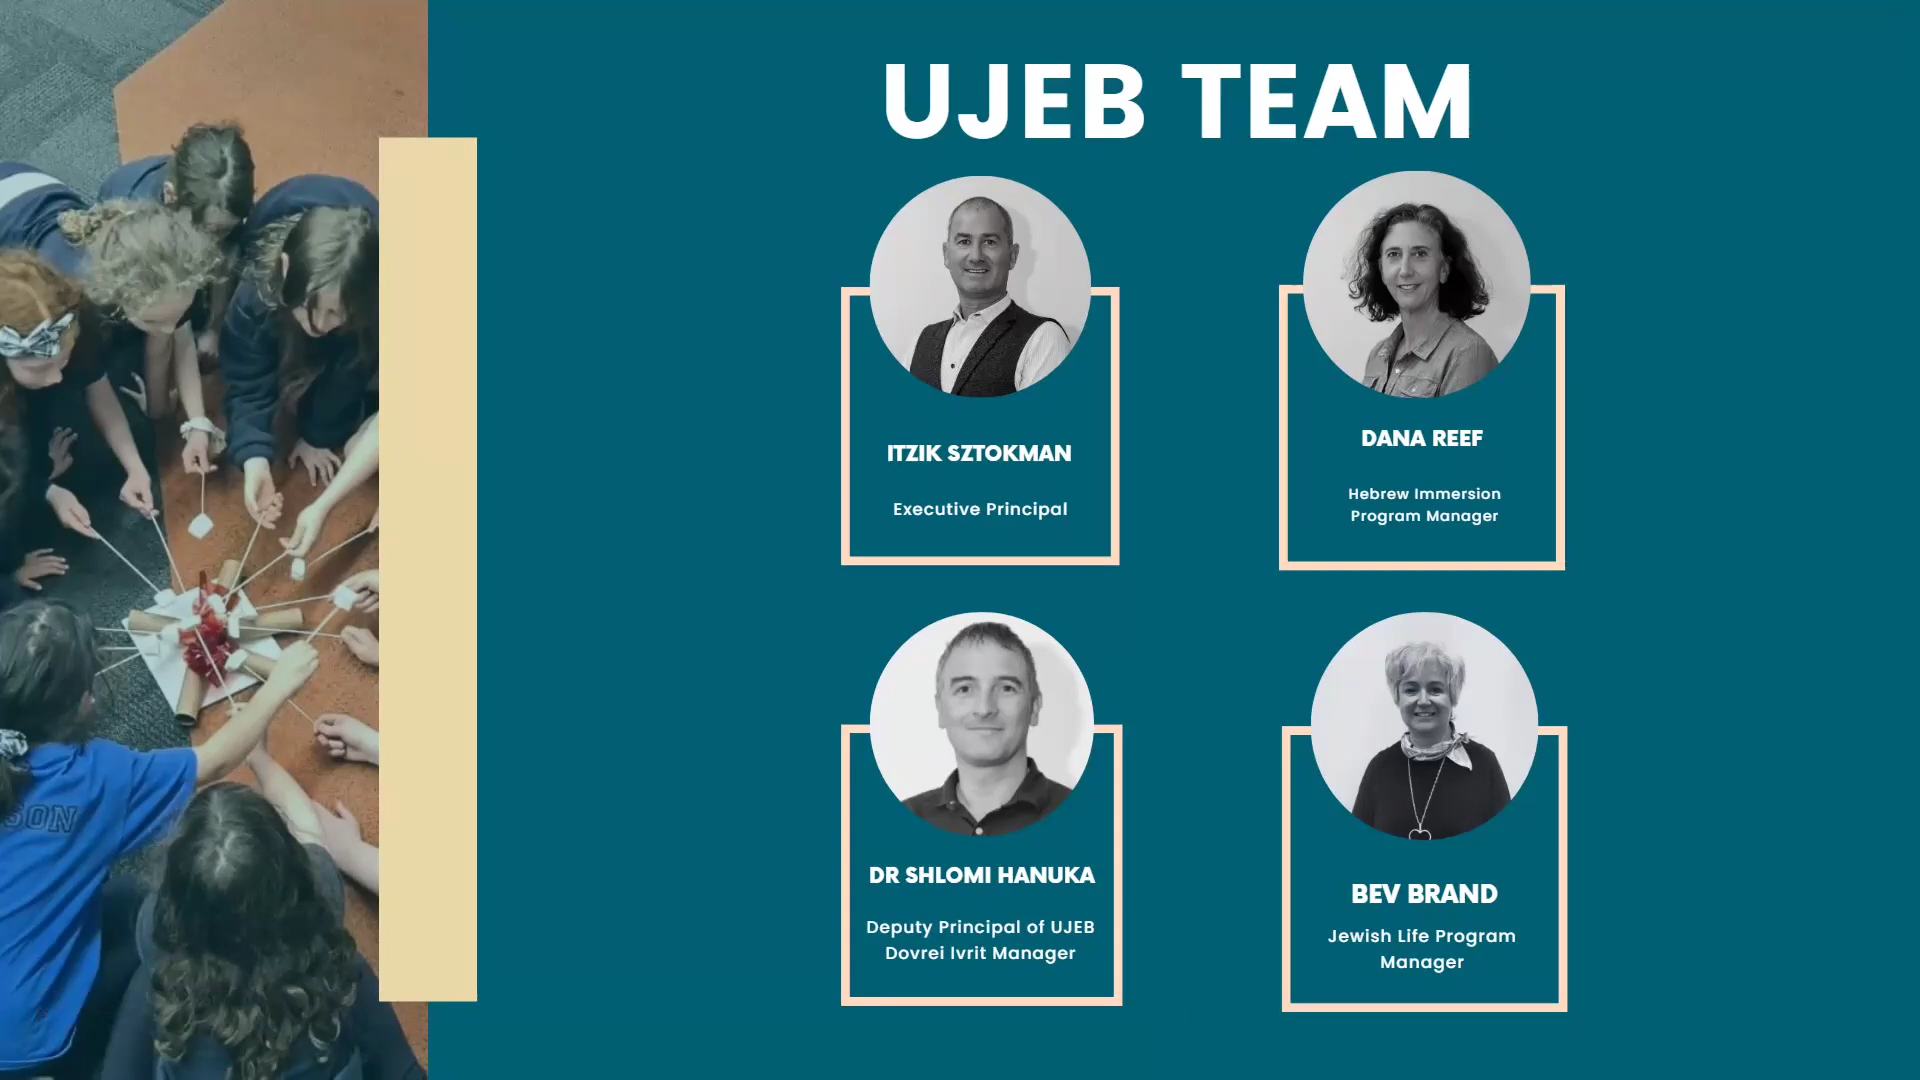 UJEB TEAM
ITZIK SZTOKMAN
Executive Principal
DANA REEF
Hebrew Immersion
Program Manager
DR SHLOMI HANUKA
Deputy Principal of UJEB
Dovrei Ivrit Manager
BEV BRAND
Jewish Life Program
Manager
SON